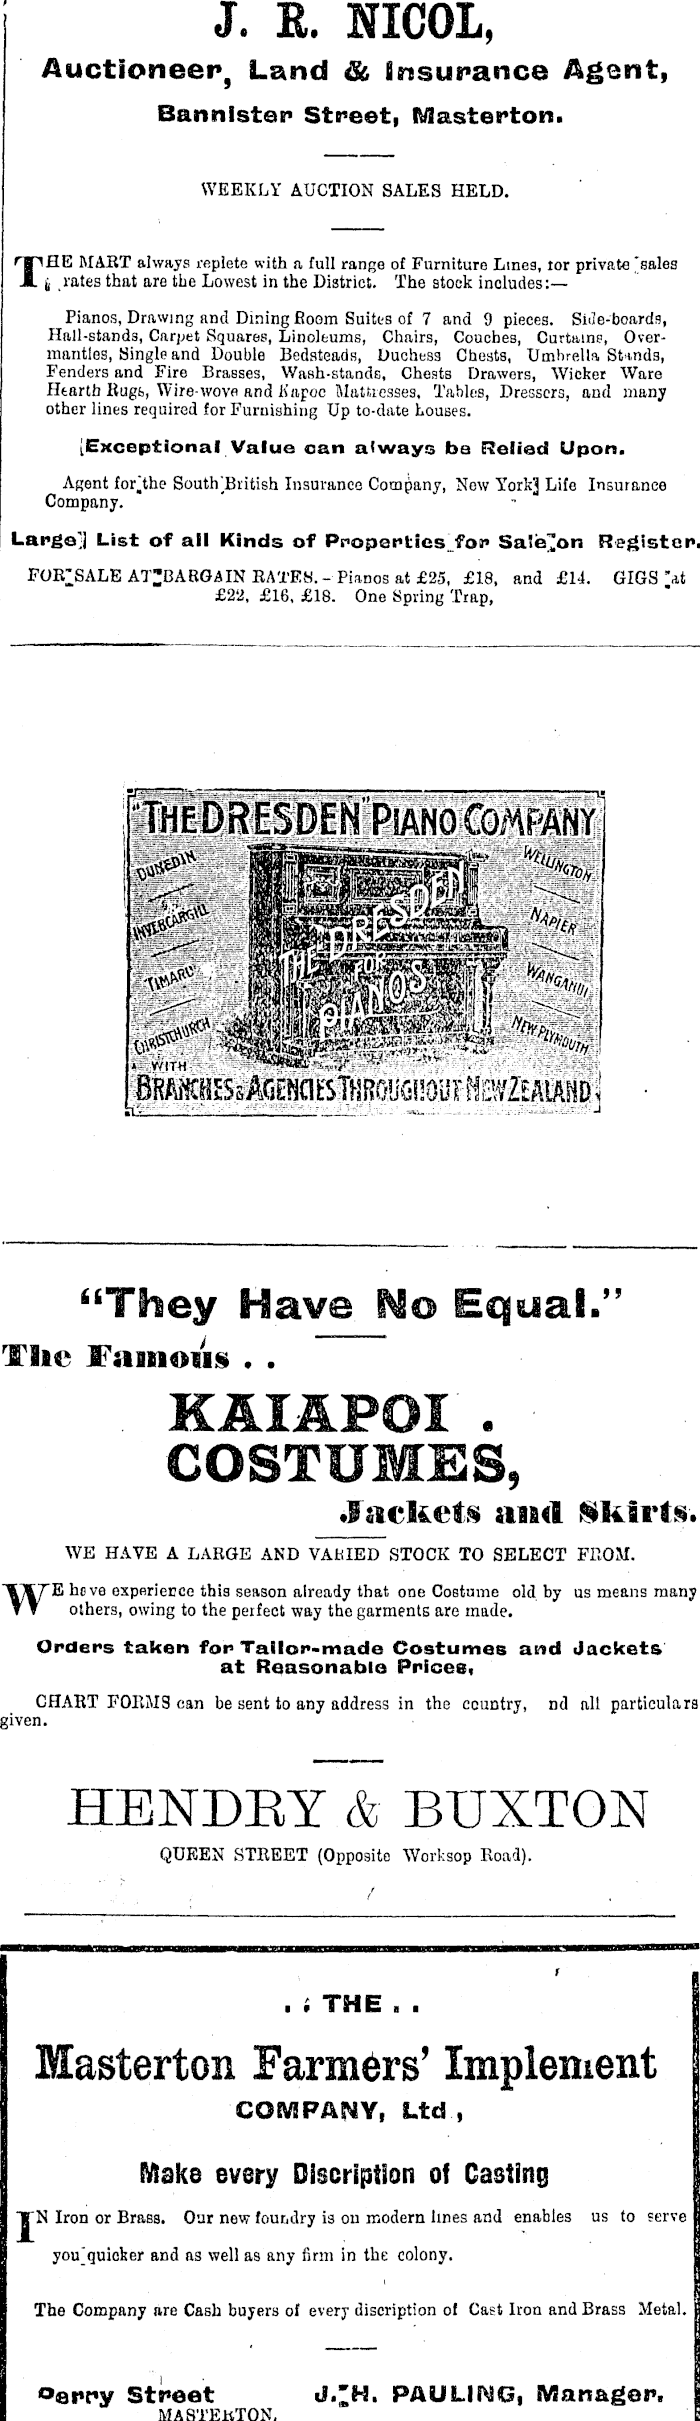 J. R. NICOL,
Auctioneer, Land & Insurance Agent,
Bannister Street, Masterton.
WEEKLY AUCTION SALES HELD.
THE MART always replete with a full range of Furniture Lines, for private sales
rates that are the Lowest in the District. The stock includes:—
Pianos, Drawing and Dining Room Suites of 7 and 9 pieces. Side-boards,
Hall-stands, Carpet Squares, Linoleums, Chairs, Couches, Curtains, Over-
mantles, Single and Double Bedsteads, Duchess Chests, Umbrella Stands,
Fenders and Fire Brasses, Wash-stands, Chests Drawers, Wicker Ware
Hearth Rugs, Wire-wove and Kapoc Mattresses, Tables, Dressers, and many
other lines required for Furnishing Up to-date houses.
Exceptional Value can always be Relied Upon.
Agent for the South British Insurance Company, New York Life Insurance
Company.
Large List of all Kinds of Properties for Sale on Register.
FOR SALE AT BARGAIN RATES.- Pianos at £25, £18, and £14. GIGS at
£22, £16, £18. One Spring Trap,
"THE DRESDEN" PIANO COMPANY
DUNEDIN
INVERCARGILL
TIMARU
CHRISTCHURCH
THE DRESDEN
FOR
PIANOS
WELLINGTON
NAPIER
WANGANUI
NEW PLYMOUTH
WITH
BRANCHES & AGENCIES THROUGHOUT NEW ZEALAND
"They Have No Equal."
The Famous . .
KAIAPOI .
COSTUMES,
Jackets and Skirts.
WE HAVE A LARGE AND VARIED STOCK TO SELECT FROM.
WE have experience this season already that one Costume old by us means many
others, owing to the perfect way the garments are made.
Orders taken for Tailor-made Costumes and Jackets
at Reasonable Prices,
CHART FORMS can be sent to any address in the country, nd all particulars
given.
HENDRY & BUXTON
QUEEN STREET (Opposite Worksop Road).
. . THE . .
Masterton Farmers' Implement
COMPANY, Ltd.,
Make every Discription of Casting
IN Iron or Brass. Our new foundry is on modern lines and enables us to serve
you quicker and as well as any firm in the colony.
The Company are Cash buyers of every discription of Cast Iron and Brass Metal.
Perry Street
J. H. PAULING, Manager.
MASTERTON.